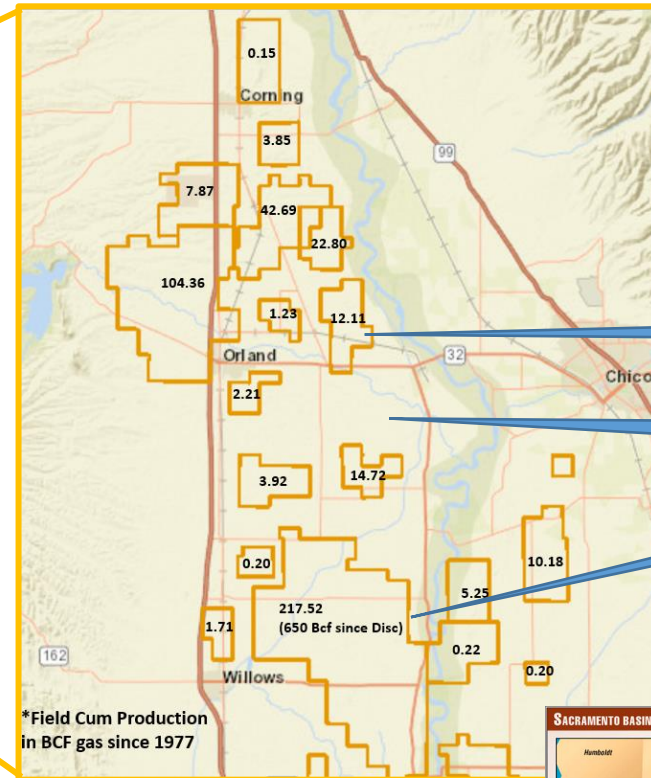 0.15
Corning
3.85
99
7.87
42.69
22.80
104.36
1.23
12.11
Orland
32
Chico
2.21
3.92
14.72
0.20
10.18
5.25
217.52
(650 Bcf since Disc)
1.71
0.22
162
0.20
Willows
*Field Cum Production
in BCF gas since 1977
SACRAMENTO BASIN
Humboldt